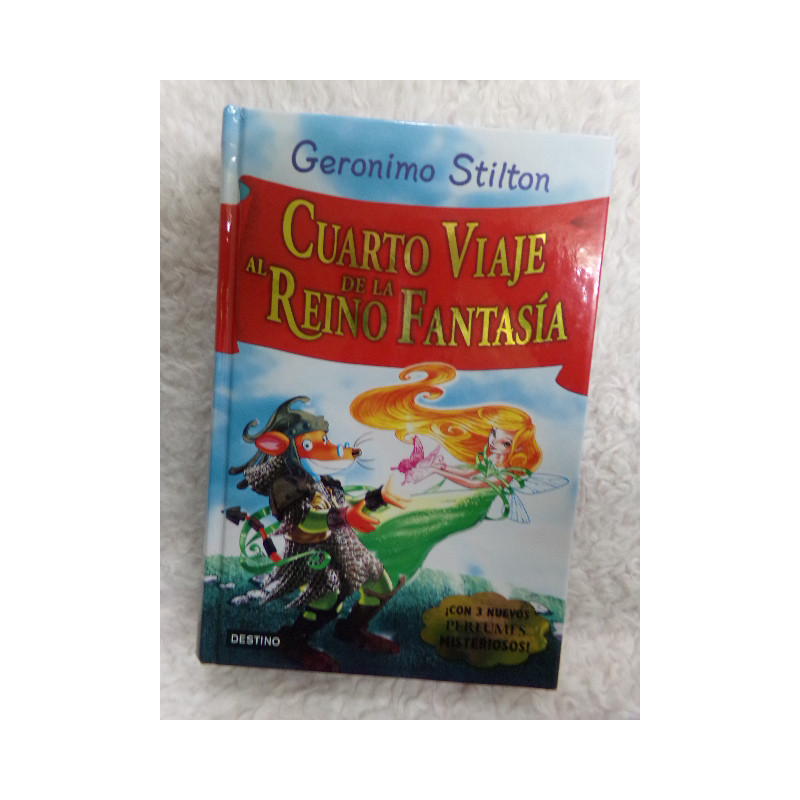 Geronimo Stilton
CUARTO VIAJE
AL REINO DE LA FANTASÍA
¡CON 3 NUEVOS
PERFUMES
MISTERIOSOS!
DESTINO